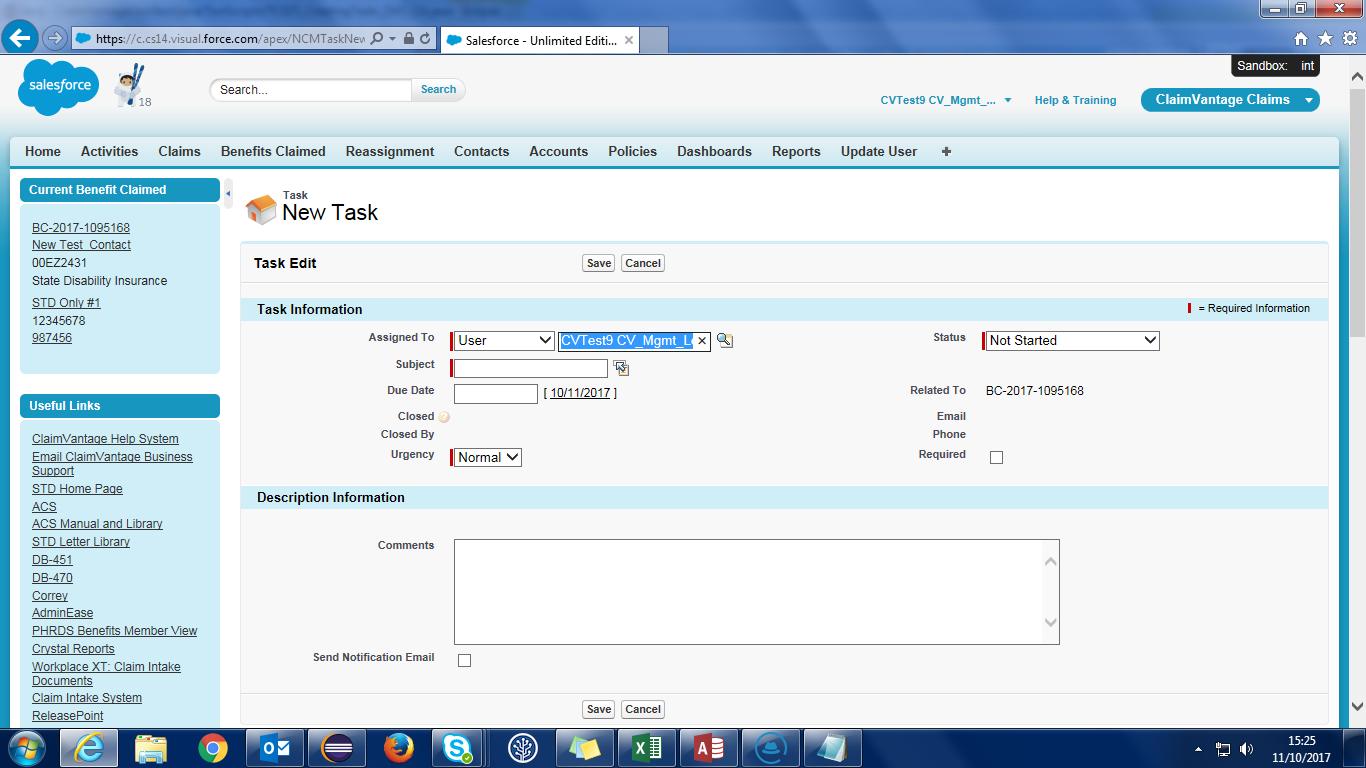 https://c.cs14.visual.force.com/apex/NCMTaskNew
Salesforce - Unlimited Editi...
Sandbox: int
salesforce
18
Search...
Search
CVTest9 CV_Mgmt_...
Help & Training
ClaimVantage Claims
Home Activities Claims Benefits Claimed Reassignment Contacts Accounts Policies Dashboards Reports Update User +
Current Benefit Claimed
BC-2017-1095168
New Test_Contact
00EZ2431
State Disability Insurance
STD Only #1
12345678
987456
Useful Links
ClaimVantage Help System
Email ClaimVantage Business
Support
STD Home Page
ACS
ACS Manual and Library
STD Letter Library
DB-451
DB-470
Correy
AdminEase
PHRDS Benefits Member View
Crystal Reports
Workplace XT: Claim Intake
Documents
Claim Intake System
ReleasePoint
Task
New Task
Task Edit Save Cancel
Task Information = Required Information
Assigned To User CVTest9 CV_Mgmt_L Status Not Started
Subject
Due Date [ 10/11/2017 ] Related To BC-2017-1095168
Closed Email
Closed By Phone
Urgency Normal Required
Description Information
Comments
Send Notification Email
Save Cancel
15:25
11/10/2017